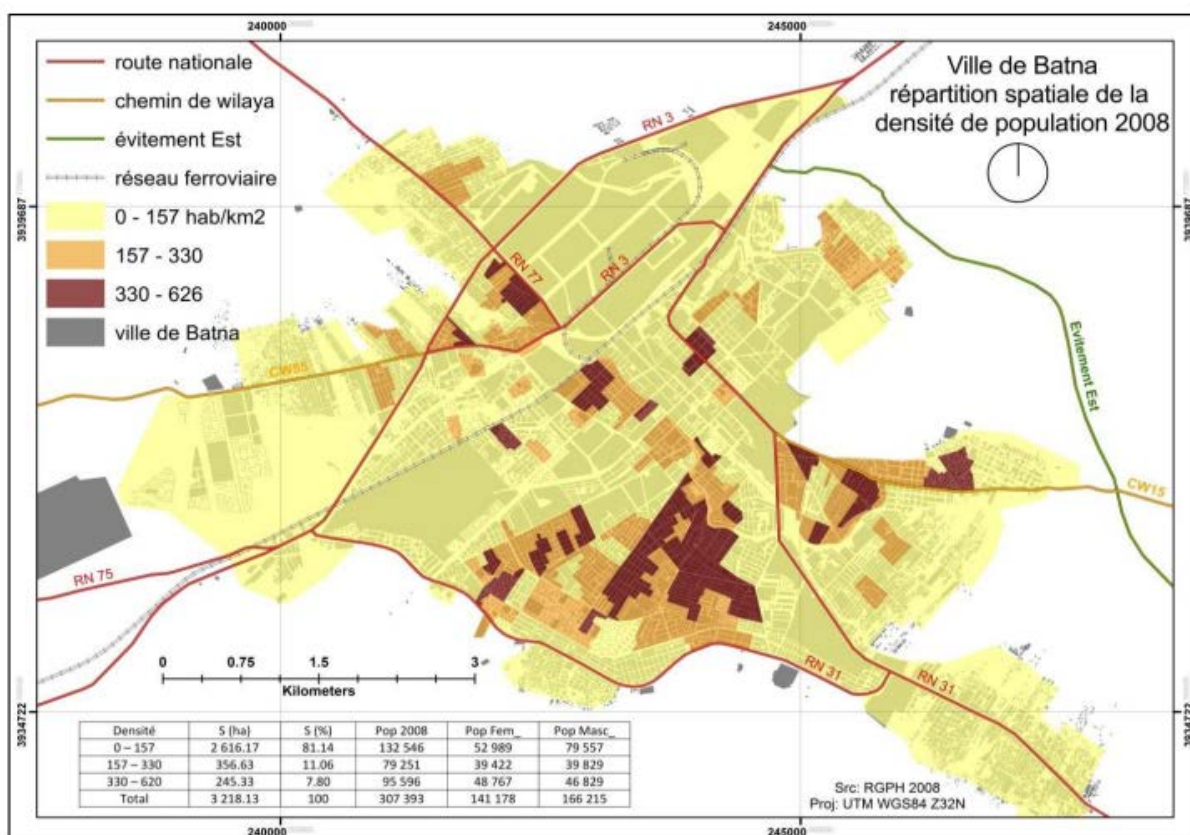 240000
245000
route nationale
chemin de wilaya
évitement Est
réseau ferroviaire
0 - 157 hab/km2
157 - 330
330 - 626
ville de Batna
Ville de Batna
répartition spatiale de la
densité de population 2008
3939687
3939687
RN 3
RN 77
RN 3
CW85
Evitement Est
CW15
RN 75
RN 31
RN 31
0 0.75 1.5 3
Kilometers
3934722
3934722
Densité S (ha) S (%) Pop 2008 Pop Fem_ Pop Masc_
0 – 157 2 616.17 81.14 132 546 52 989 79 557
157 – 330 356.63 11.06 79 251 39 422 39 829
330 – 620 245.33 7.80 95 596 48 767 46 829
Total 3 218.13 100 307 393 141 178 166 215
Src: RGPH 2008
Proj: UTM WGS84 Z32N
240000
245000